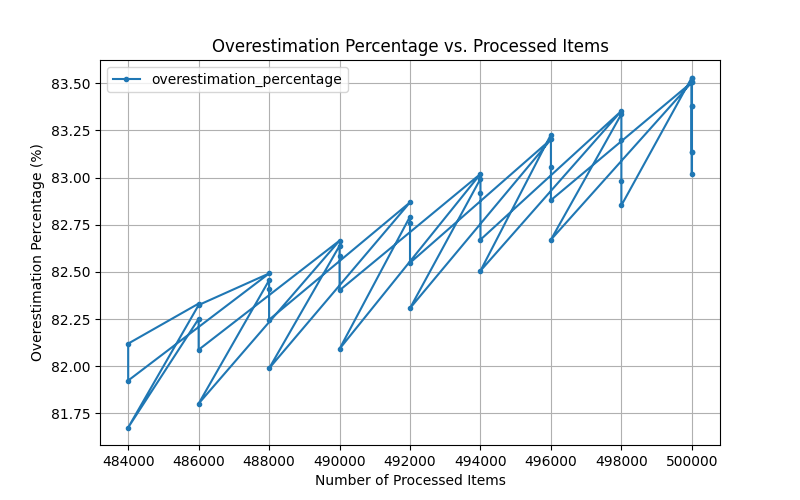 Overestimation Percentage vs. Processed Items
overestimation_percentage
Overestimation Percentage (%)
83.50
83.25
83.00
82.75
82.50
82.25
82.00
81.75
484000 486000 488000 490000 492000 494000 496000 498000 500000
Number of Processed Items